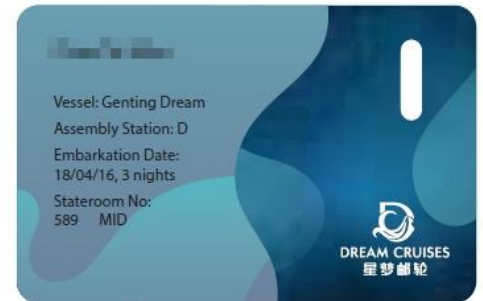 Vessel: Genting Dream
Assembly Station: D
Embarkation Date:
18/04/16, 3 nights
Stateroom No:
589 MID
DREAM CRUISES
星梦邮轮